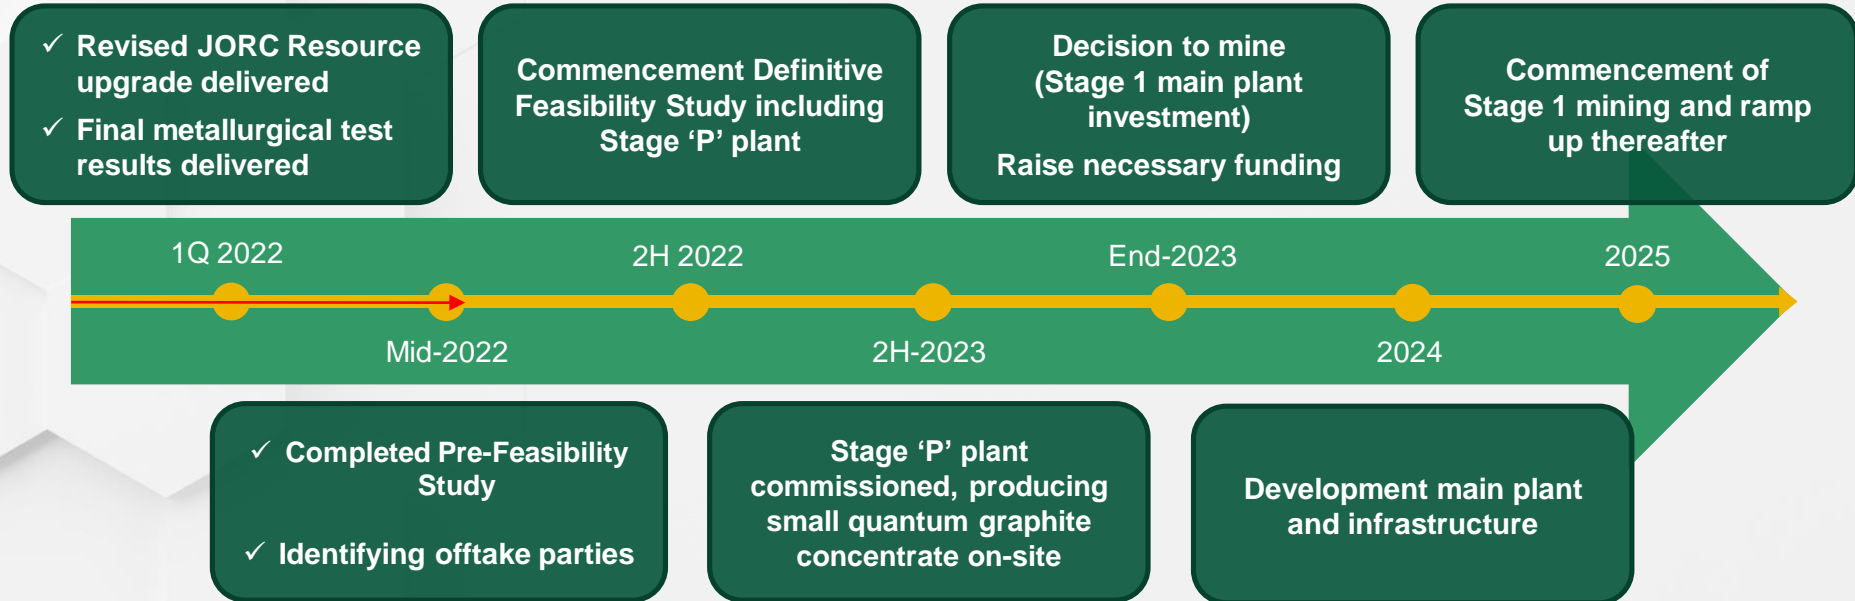 ✓ Revised JORC Resource
upgrade delivered
✓ Final metallurgical test
results delivered
Commencement Definitive
Feasibility Study including
Stage ‘P’ plant
Decision to mine
(Stage 1 main plant
investment)
Raise necessary funding
Commencement of
Stage 1 mining and ramp
up thereafter
1Q 2022
2H 2022
End-2023
2025
Mid-2022
2H-2023
2024
✓ Completed Pre-Feasibility
Study
✓ Identifying offtake parties
Stage ‘P’ plant
commissioned, producing
small quantum graphite
concentrate on-site
Development main plant
and infrastructure